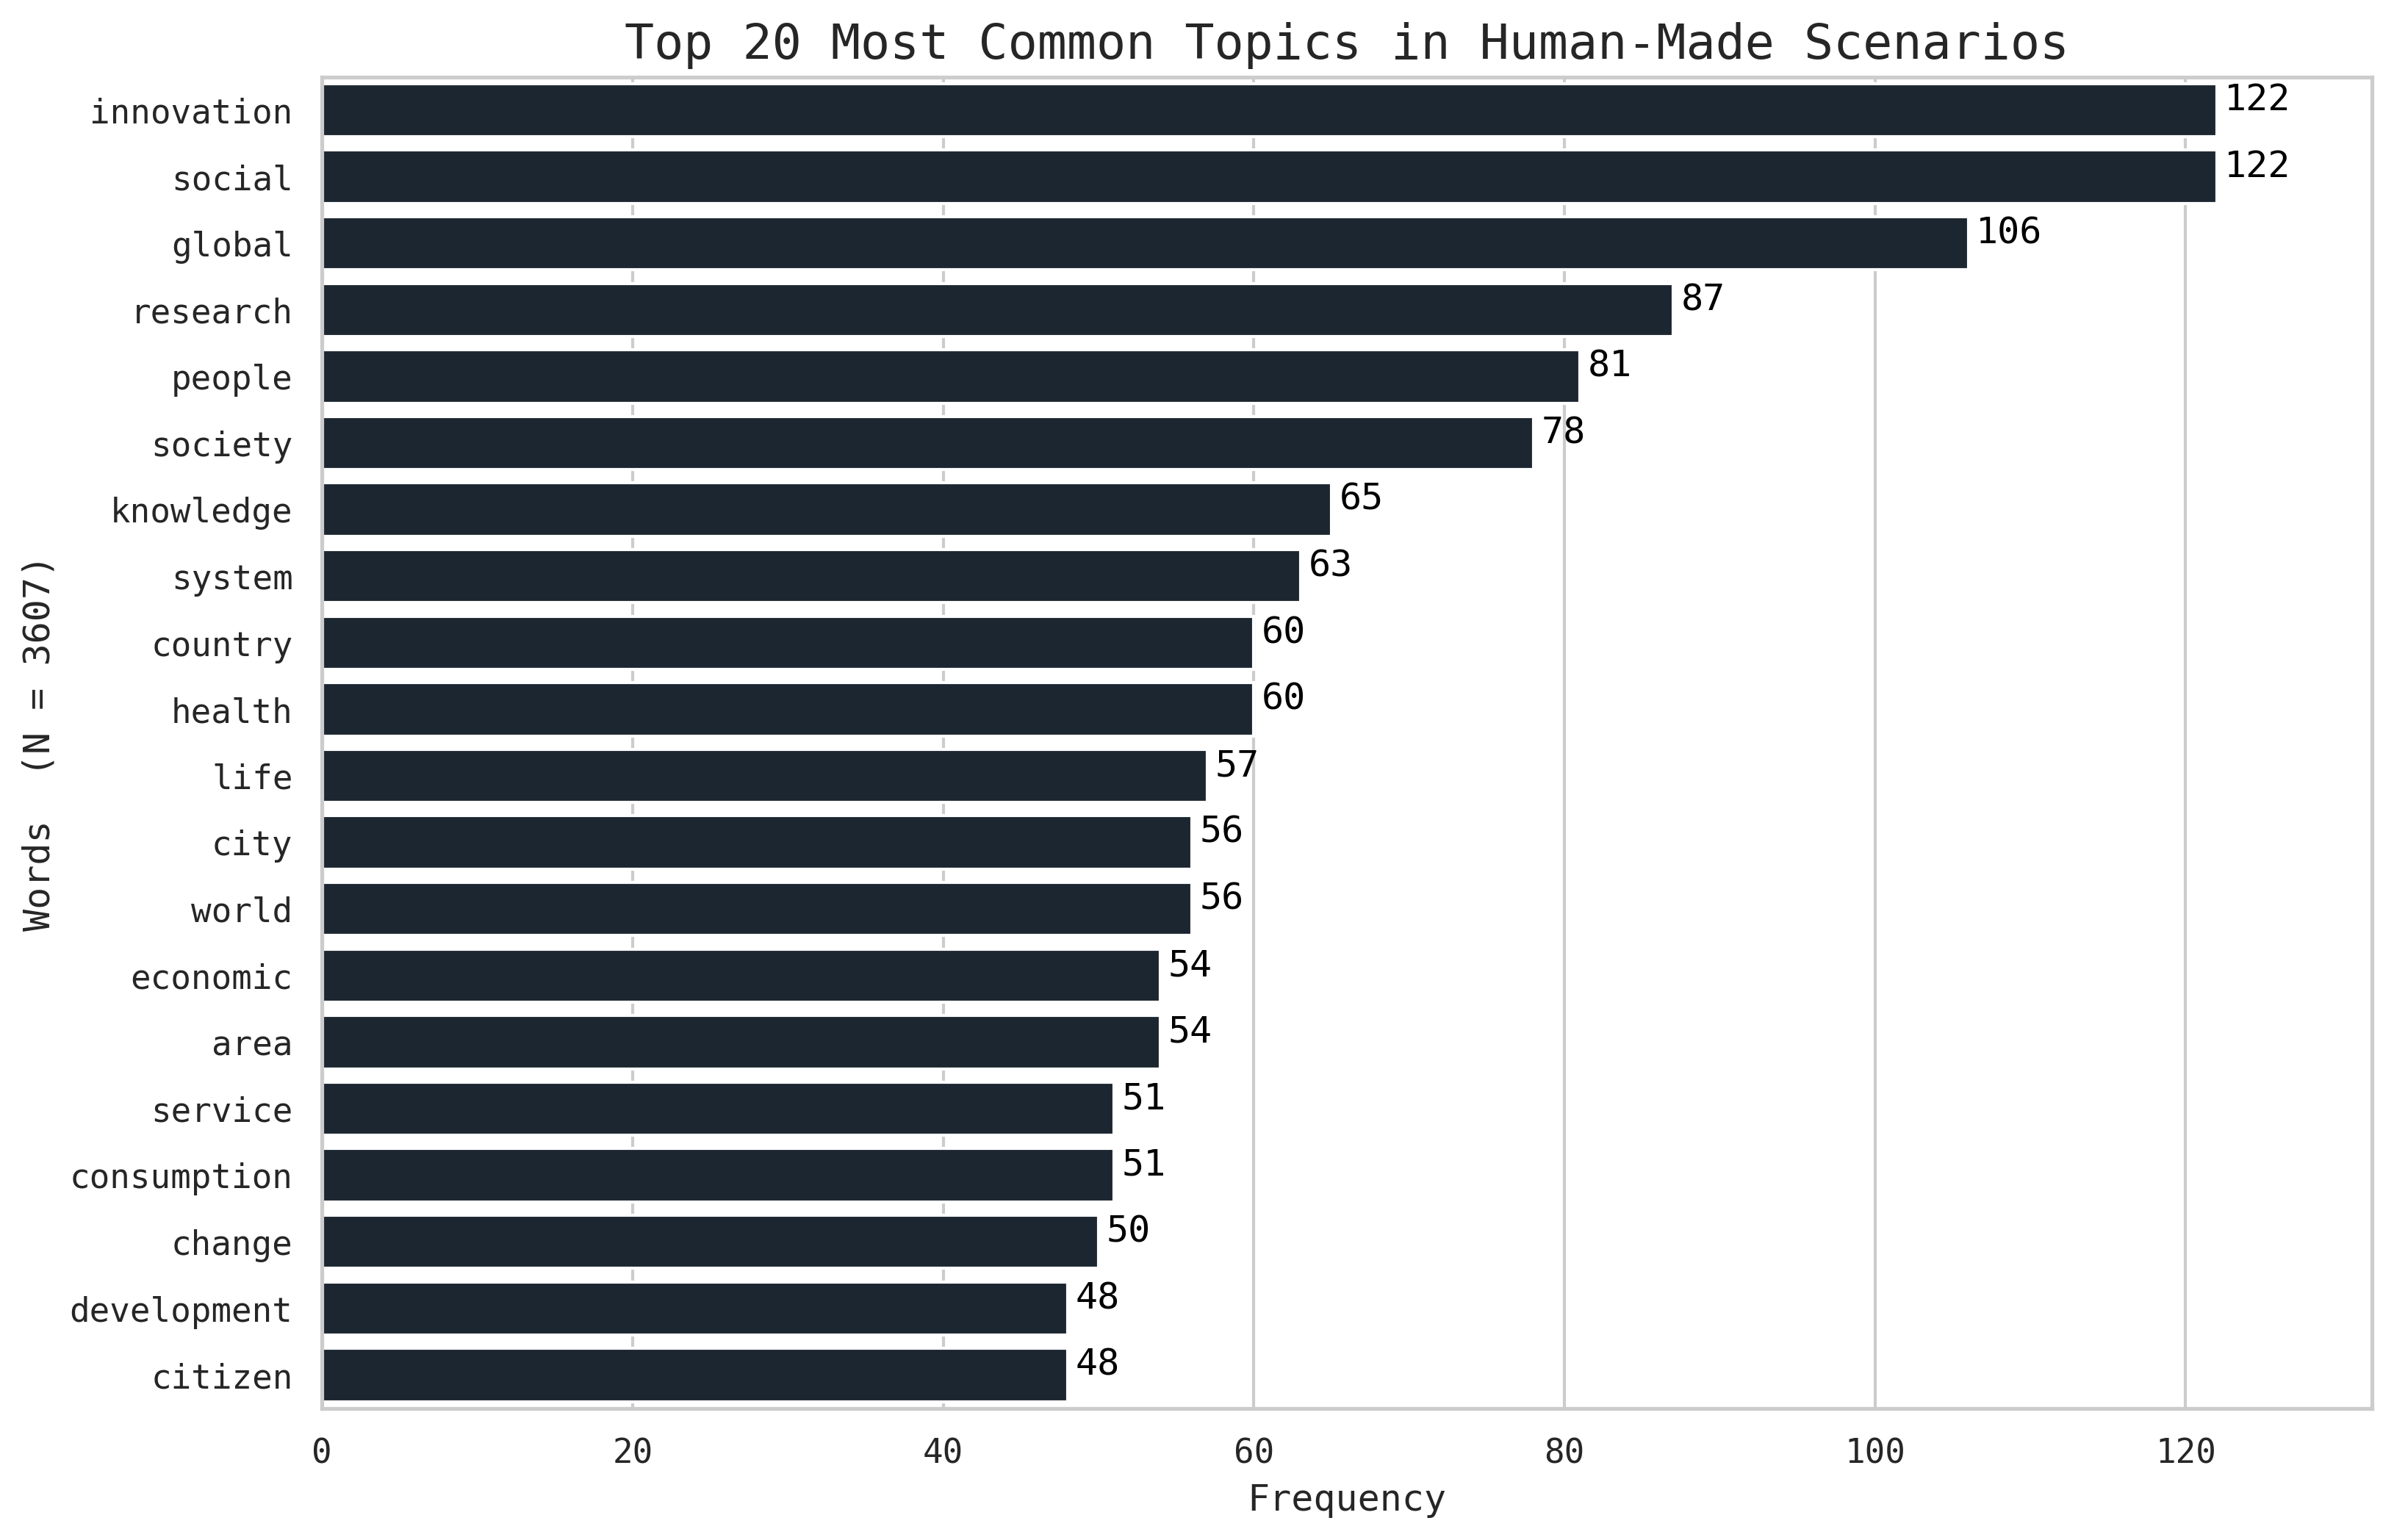 Top 20 Most Common Topics in Human-Made Scenarios
innovation 122
social 122
global 106
research 87
people 81
society 78
knowledge 65
system 63
country 60
health 60
life 57
city 56
world 56
economic 54
area 54
service 51
consumption 51
change 50
development 48
citizen 48
Words (N = 3607)
0 20 40 60 80 100 120
Frequency